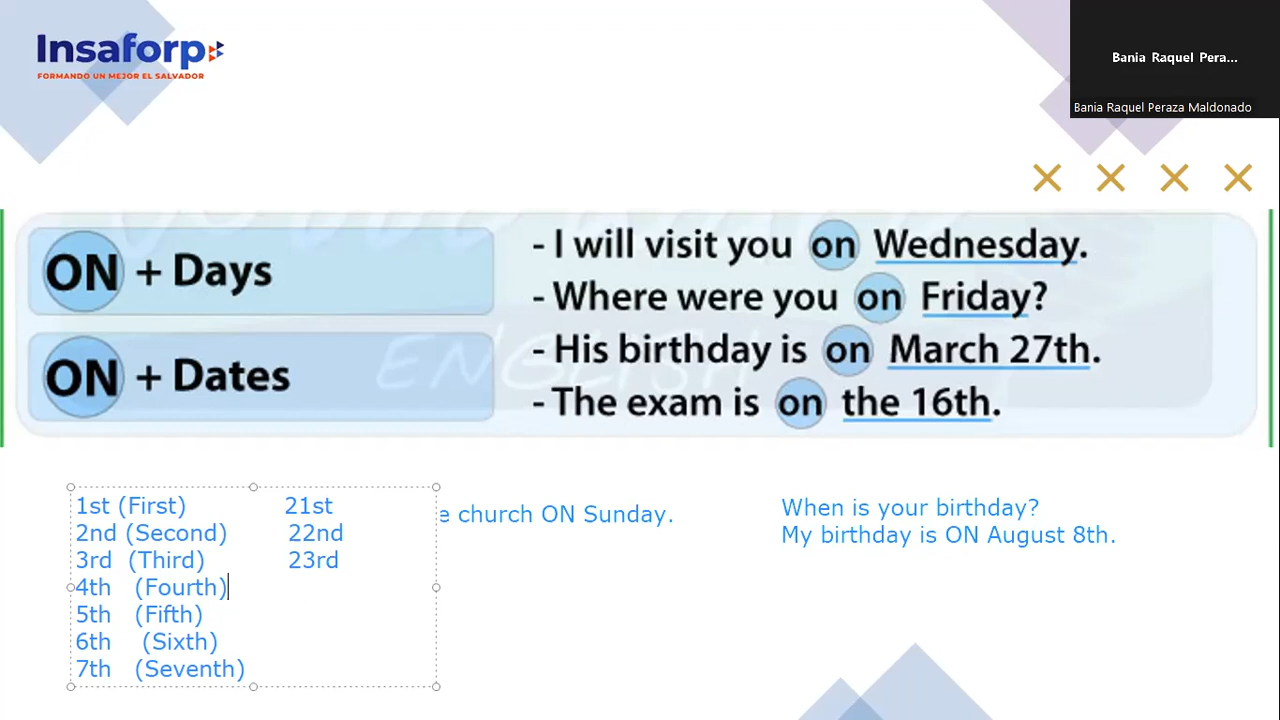 Insaforp
FORMANDO UN MEJOR EL SALVADOR
Bania Raquel Pera...
Bania Raquel Peraza Maldonado
ON + Days
ON + Dates
- I will visit you on Wednesday.
- Where were you on Friday?
- His birthday is on March 27th.
- The exam is on the 16th.
ENGLISH
1st (First) 21st
2nd (Second) 22nd
3rd (Third) 23rd
4th (Fourth)
5th (Fifth)
6th (Sixth)
7th (Seventh)
e church ON Sunday.
When is your birthday?
My birthday is ON August 8th.